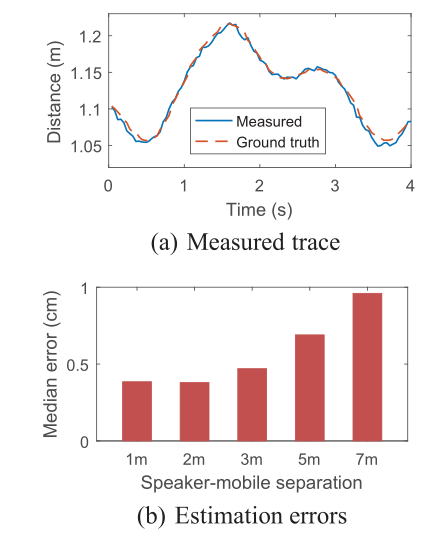 Distance (m)
1.2
1.15
1.1
1.05
Measured
Ground truth
0 1 2 3 4
Time (s)
(a) Measured trace
Median error (cm)
1
0.5
0
1m 2m 3m 5m 7m
Speaker-mobile separation
(b) Estimation errors